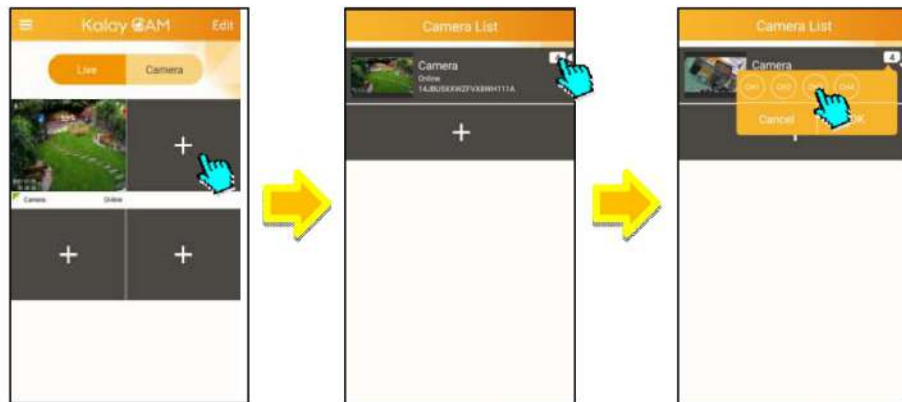 Kalay CAM
Edit
Live
Camera
Camera
Online
Camera List
Camera
Online
Camera List
Camera
4
CH1
CH2
CH4
Cancel
OK